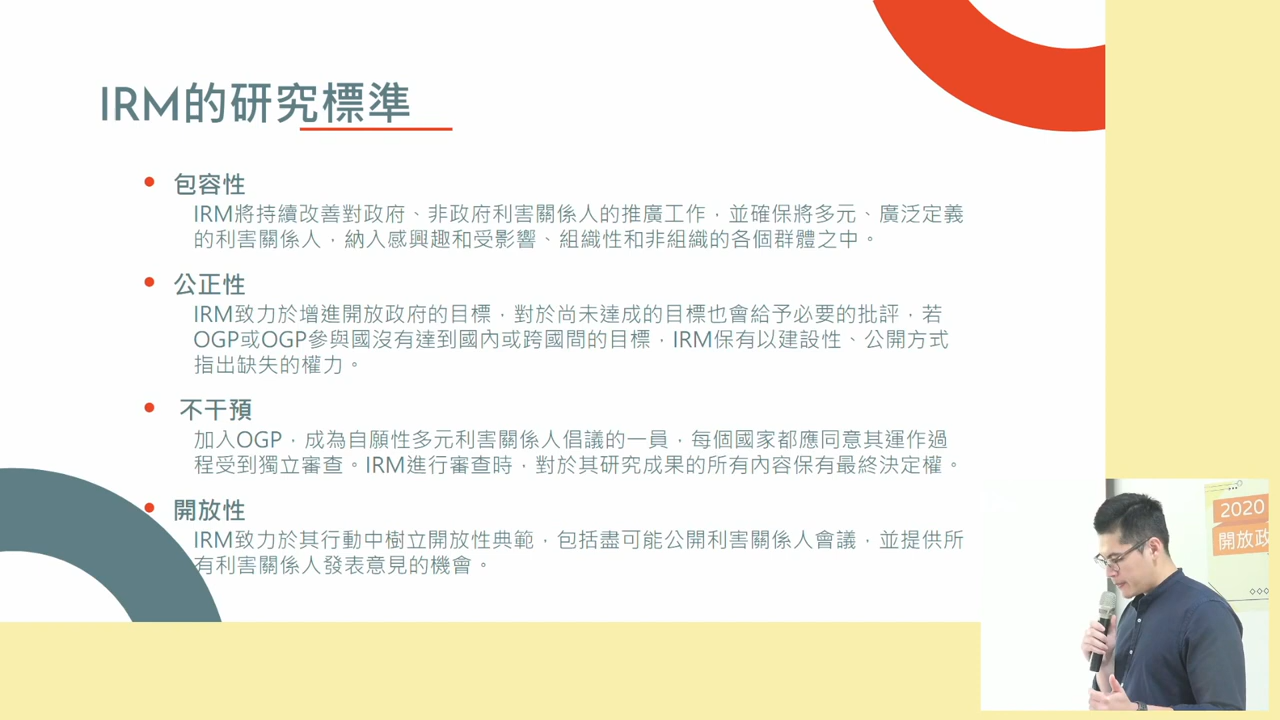 IRM的研究標準
包容性
IRM將持續改善對政府、非政府利害關係人的推廣工作，並確保將多元、廣泛定義
的利害關係人，納入感興趣和受影響、組織性和非組織的各個群體之中。
公正性
IRM致力於增進開放政府的目標，對於尚未達成的目標也會給予必要的批評，若
OGP或OGP參與國沒有達到國內或跨國間的目標，IRM保有以建設性、公開方式
指出缺失的權力。
不干預
加入OGP，成為自願性多元利害關係人倡議的一員，每個國家都應同意其運作過
程受到獨立審查。IRM進行審查時，對於其研究成果的所有內容保有最終決定權。
開放性
IRM致力於其行動中樹立開放性典範，包括盡可能公開利害關係人會議，並提供所
有利害關係人發表意見的機會。
2020
開放政